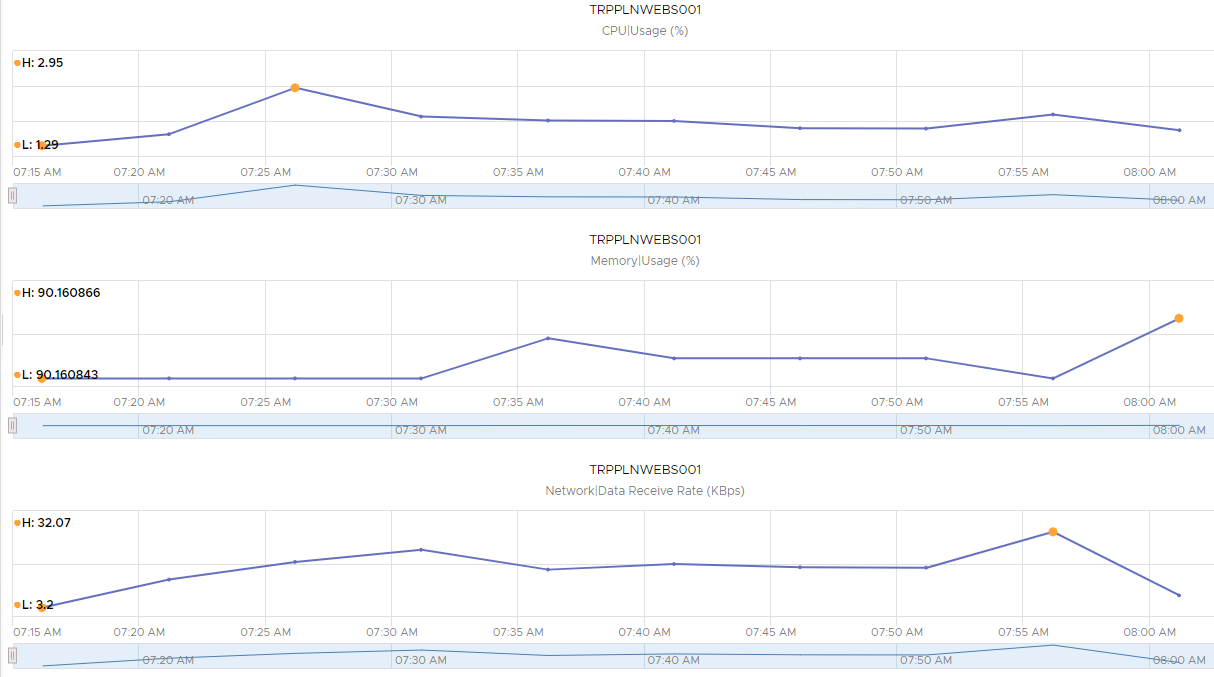 TRPPLNWEBS001
CPU|Usage (%)
H: 2.95
L: 1.29
07:15 AM 07:20 AM 07:25 AM 07:30 AM 07:35 AM 07:40 AM 07:45 AM 07:50 AM 07:55 AM 08:00 AM
07:20 AM 07:30 AM 07:40 AM 07:50 AM 08:00 AM
TRPPLNWEBS001
Memory|Usage (%)
H: 90.160866
L: 90.160843
07:15 AM 07:20 AM 07:25 AM 07:30 AM 07:35 AM 07:40 AM 07:45 AM 07:50 AM 07:55 AM 08:00 AM
07:20 AM 07:30 AM 07:40 AM 07:50 AM 08:00 AM
TRPPLNWEBS001
Network|Data Receive Rate (KBps)
H: 32.07
L: 3.2
07:15 AM 07:20 AM 07:25 AM 07:30 AM 07:35 AM 07:40 AM 07:45 AM 07:50 AM 07:55 AM 08:00 AM
07:20 AM 07:30 AM 07:40 AM 07:50 AM 08:00 AM